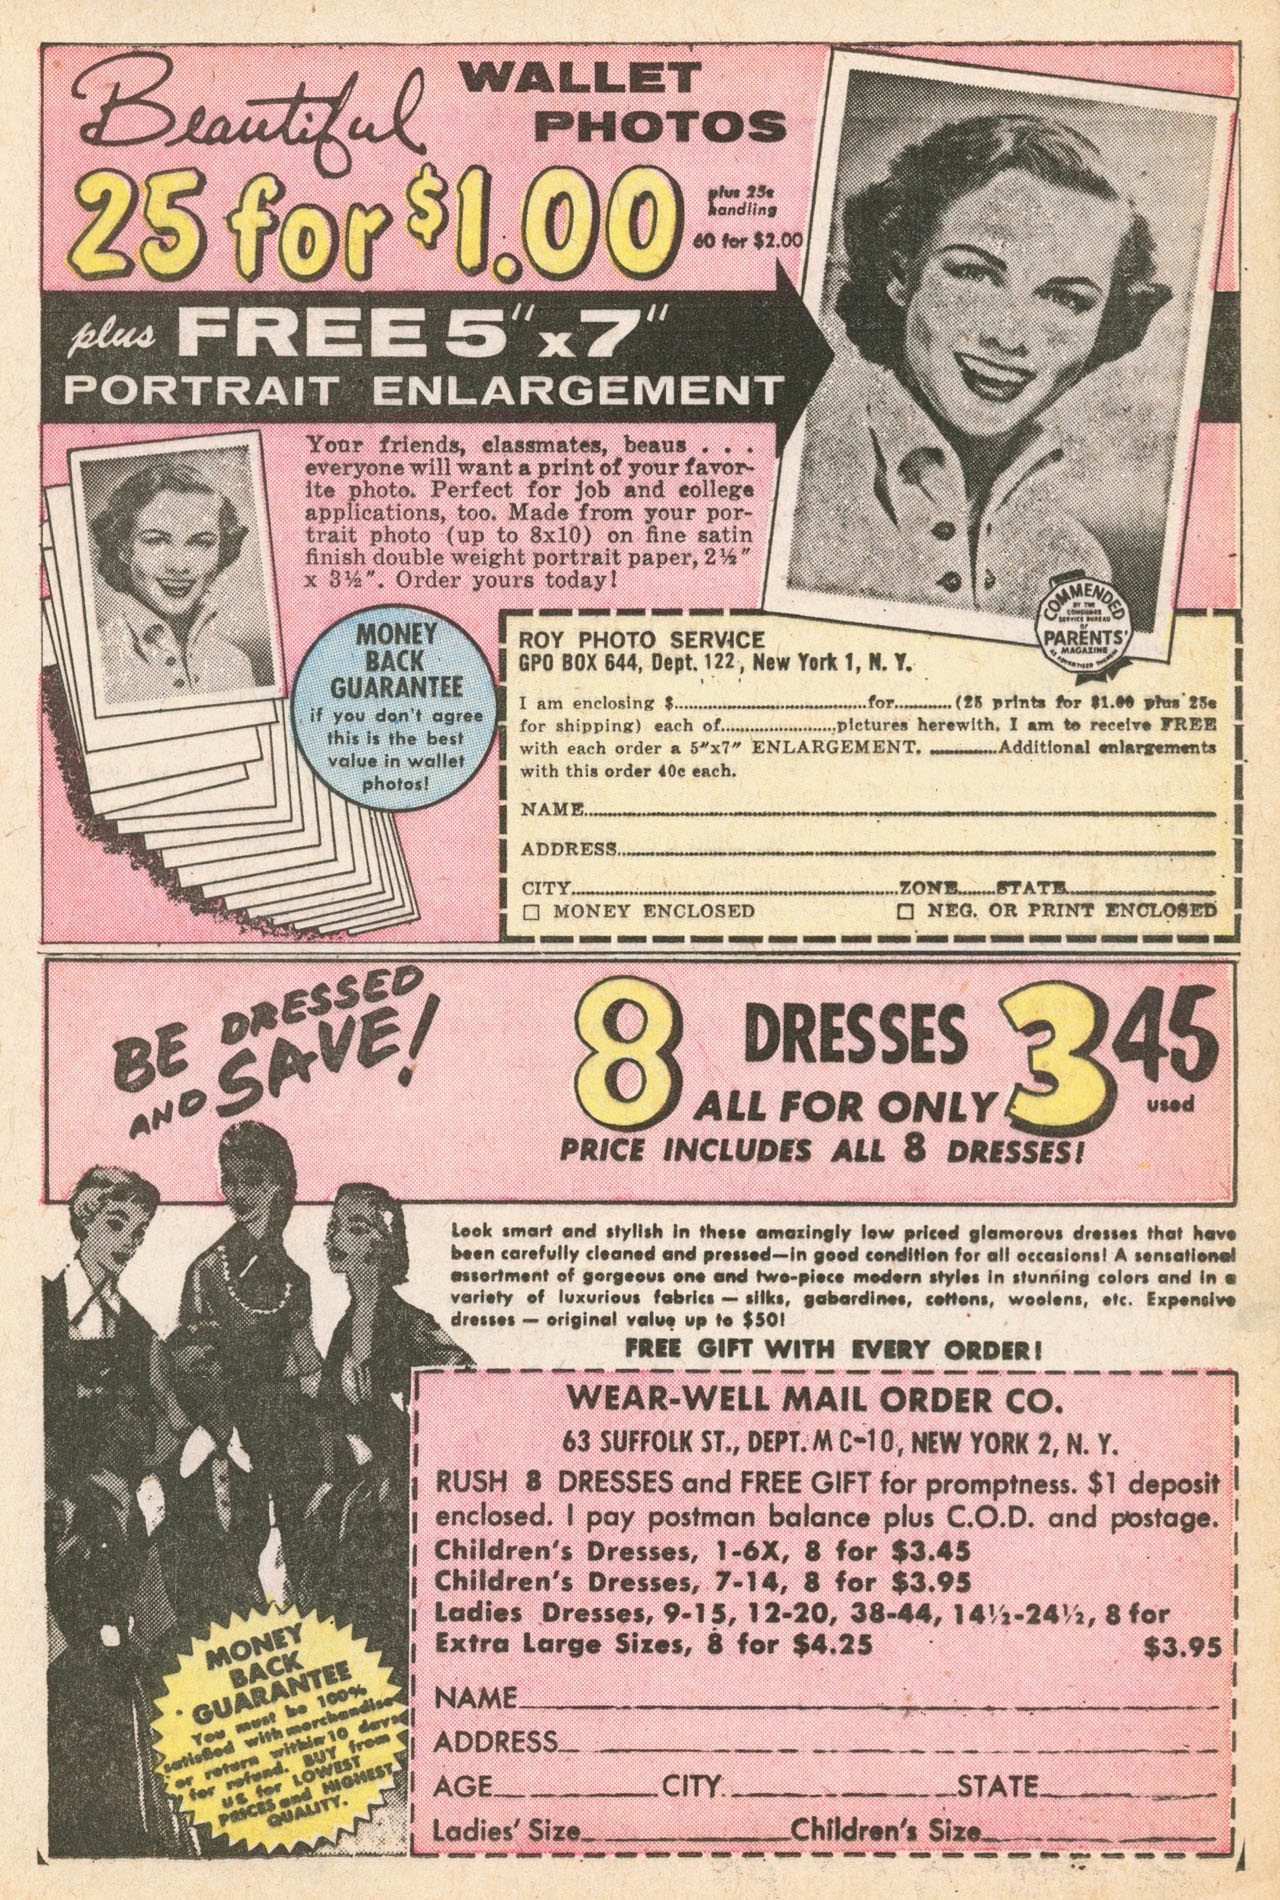 Beautiful WALLET
PHOTOS
25 for $1.00
plus 25c
handling
60 for $2.00
plus FREE 5" x 7"
PORTRAIT ENLARGEMENT
Your friends, classmates, beaus . . .
everyone will want a print of your favor-
ite photo. Perfect for job and college
applications, too. Made from your por-
trait photo (up to 8x10) on fine satin
finish double weight portrait paper, 2½"
x 3½". Order yours today!
MONEY
BACK
GUARANTEE
if you don't agree
this is the best
value in wallet
photos!
COMMENDED
BY THE
CONSUMER
SERVICE BUREAU
OF
PARENTS'
MAGAZINE
AS ADVERTISED THEREIN
ROY PHOTO SERVICE
GPO BOX 644, Dept. 122, New York 1, N. Y.
I am enclosing $..........for.......... (25 prints for $1.00 plus 25c
for shipping) each of..........pictures herewith. I am to receive FREE
with each order a 5"x7" ENLARGEMENT. ..........Additional enlargements
with this order 40c each.
NAME..........
ADDRESS..........
CITY..........ZONE..........STATE..........
☐ MONEY ENCLOSED ☐ NEG. OR PRINT ENCLOSED
BE DRESSED
AND SAVE!
8 DRESSES 3 45
ALL FOR ONLY used
PRICE INCLUDES ALL 8 DRESSES!
Look smart and stylish in these amazingly low priced glamorous dresses that have
been carefully cleaned and pressed—in good condition for all occasions! A sensational
assortment of gorgeous one and two-piece modern styles in stunning colors and in a
variety of luxurious fabrics — silks, gabardines, cottons, woolens, etc. Expensive
dresses — original value up to $50!
FREE GIFT WITH EVERY ORDER!
WEAR-WELL MAIL ORDER CO.
63 SUFFOLK ST., DEPT. MC-10, NEW YORK 2, N. Y.
RUSH 8 DRESSES and FREE GIFT for promptness. $1 deposit
enclosed. I pay postman balance plus C.O.D. and postage.
Children's Dresses, 1-6X, 8 for $3.45
Children's Dresses, 7-14, 8 for $3.95
Ladies Dresses, 9-15, 12-20, 38-44, 14½-24½, 8 for
Extra Large Sizes, 8 for $4.25 $3.95
NAME__________
ADDRESS__________
AGE__________CITY__________STATE__________
Ladies' Size__________Children's Size__________
MONEY
BACK
GUARANTEE
You must be 100%
satisfied with merchandise
or return within 10 days
for refund. BUY from
us for LOWEST
PRICES and HIGHEST
QUALITY.